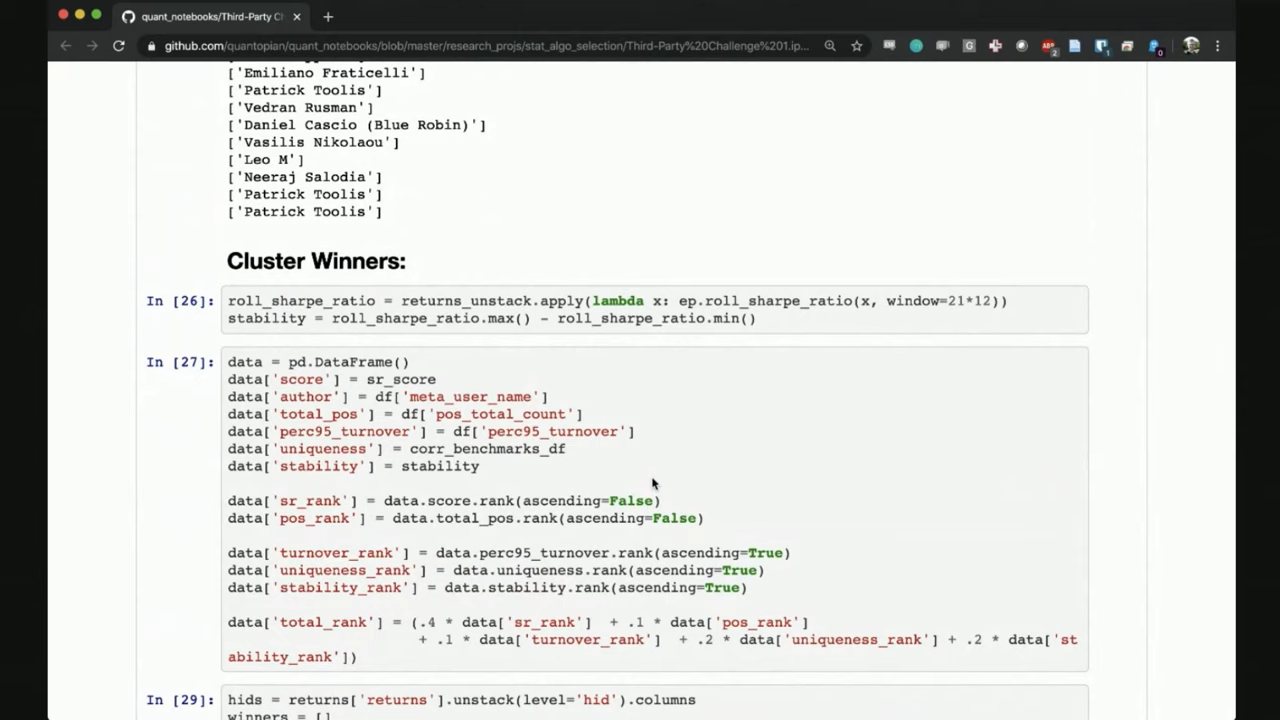 quant_notebooks/Third-Party C
github.com/quantopian/quant_notebooks/blob/master/research_projs/stat_algo_selection/Third-Party%20Challenge%201.ip...
['Emiliano Fraticelli']
['Patrick Toolis']
['Vedran Rusman']
['Daniel Cascio (Blue Robin)']
['Vasilis Nikolaou']
['Leo M']
['Neeraj Salodia']
['Patrick Toolis']
['Patrick Toolis']
Cluster Winners:
In [26]: roll_sharpe_ratio = returns_unstack.apply(lambda x: ep.roll_sharpe_ratio(x, window=21*12))
stability = roll_sharpe_ratio.max() - roll_sharpe_ratio.min()
In [27]: data = pd.DataFrame()
data['score'] = sr_score
data['author'] = df['meta_user_name']
data['total_pos'] = df['pos_total_count']
data['perc95_turnover'] = df['perc95_turnover']
data['uniqueness'] = corr_benchmarks_df
data['stability'] = stability
data['sr_rank'] = data.score.rank(ascending=False)
data['pos_rank'] = data.total_pos.rank(ascending=False)
data['turnover_rank'] = data.perc95_turnover.rank(ascending=True)
data['uniqueness_rank'] = data.uniqueness.rank(ascending=True)
data['stability_rank'] = data.stability.rank(ascending=True)
data['total_rank'] = (.4 * data['sr_rank'] + .1 * data['pos_rank']
+ .1 * data['turnover_rank'] + .2 * data['uniqueness_rank'] + .2 * data['st
ability_rank'])
In [29]: hids = returns['returns'].unstack(level='hid').columns
winners = []